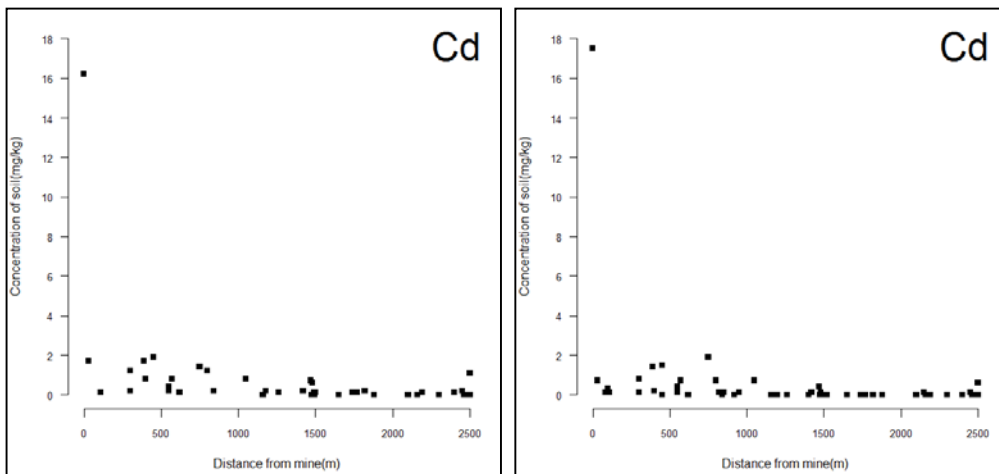 Cd
18
16
14
12
10
8
6
4
2
0
Concentration of soil(mg/kg)
0 500 1000 1500 2000 2500
Distance from mine(m)
Cd
18
16
14
12
10
8
6
4
2
0
Concentration of soil(mg/kg)
0 500 1000 1500 2000 2500
Distance from mine(m)